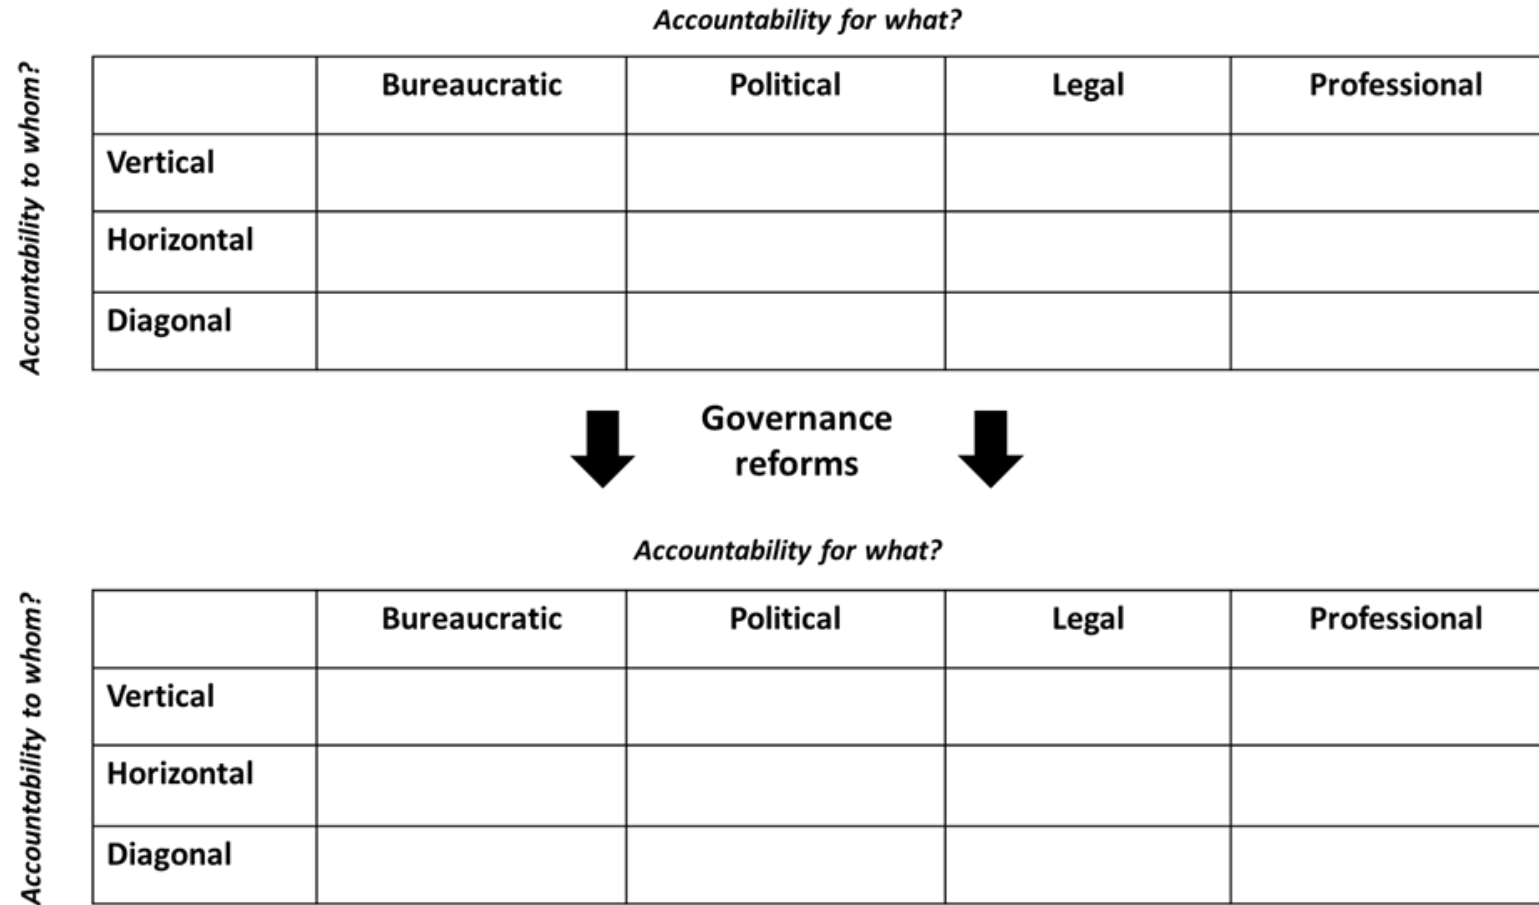 Accountability for what?
Accountability to whom?
Bureaucratic Political Legal Professional
Vertical
Horizontal
Diagonal
Governance
reforms
Accountability for what?
Accountability to whom?
Bureaucratic Political Legal Professional
Vertical
Horizontal
Diagonal